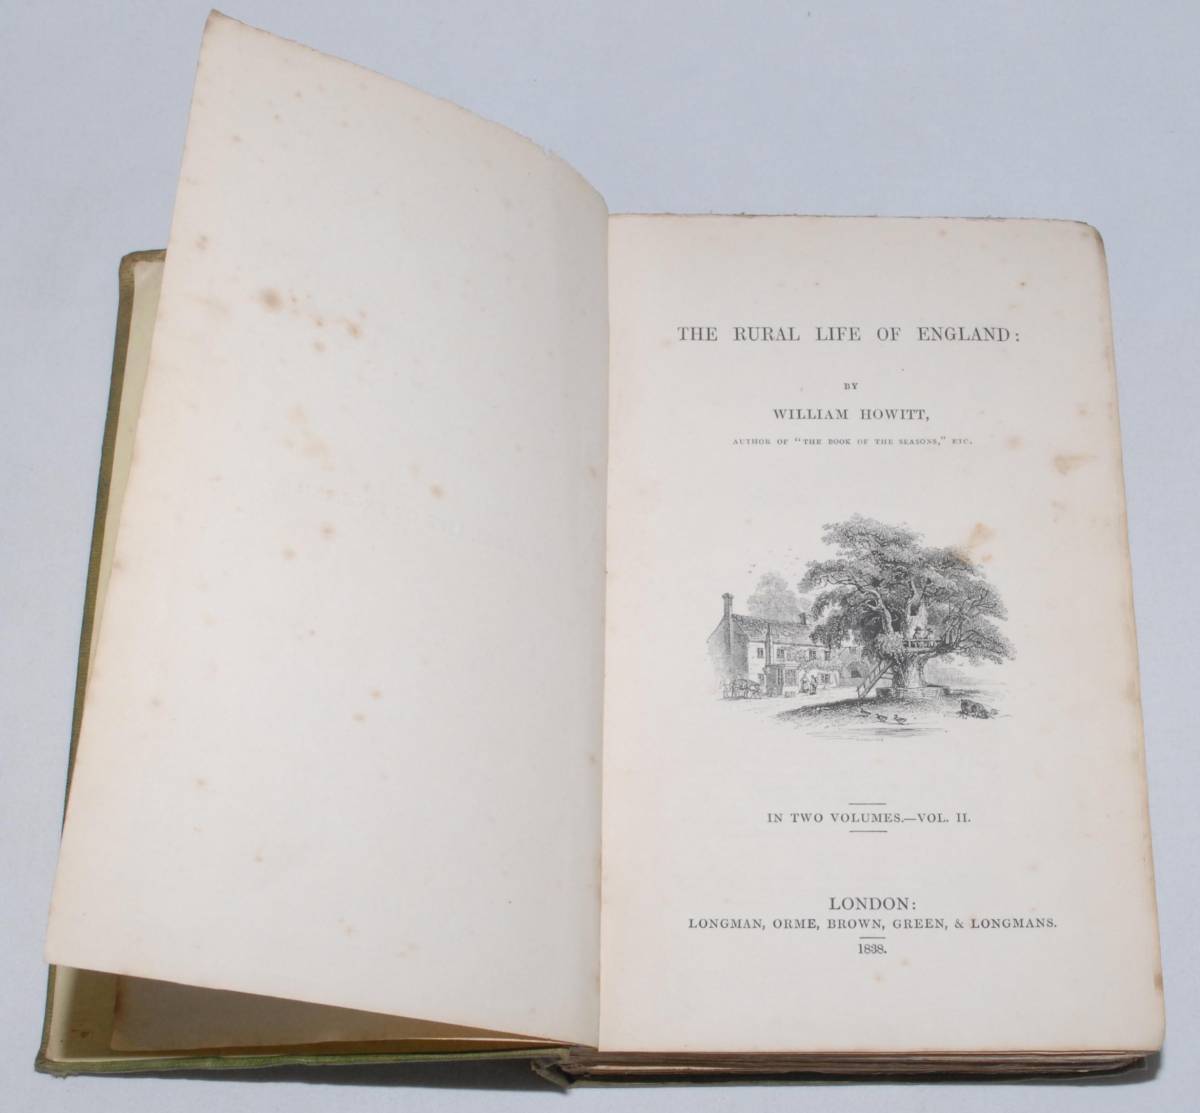 THE RURAL LIFE OF ENGLAND:
BY
WILLIAM HOWITT,
AUTHOR OF "THE BOOK OF THE SEASONS," ETC.
IN TWO VOLUMES.—VOL. II.
LONDON:
LONGMAN, ORME, BROWN, GREEN, & LONGMANS.
1838.